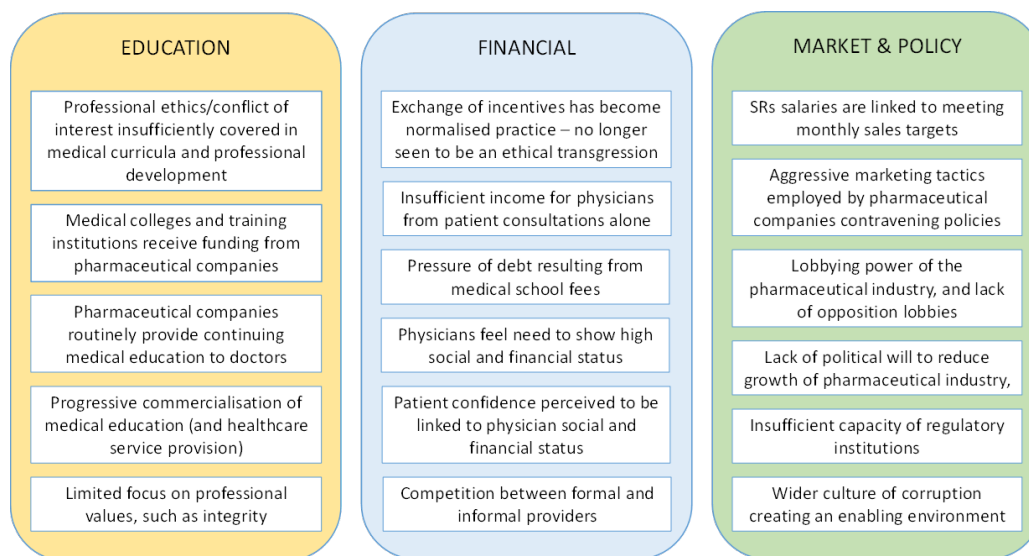 EDUCATION
Professional ethics/conflict of
interest insufficiently covered in
medical curricula and professional
development
Medical colleges and training
institutions receive funding from
pharmaceutical companies
Pharmaceutical companies
routinely provide continuing
medical education to doctors
Progressive commercialisation of
medical education (and healthcare
service provision)
Limited focus on professional
values, such as integrity
FINANCIAL
Exchange of incentives has become
normalised practice – no longer
seen to be an ethical transgression
Insufficient income for physicians
from patient consultations alone
Pressure of debt resulting from
medical school fees
Physicians feel need to show high
social and financial status
Patient confidence perceived to be
linked to physician social and
financial status
Competition between formal and
informal providers
MARKET & POLICY
SRs salaries are linked to meeting
monthly sales targets
Aggressive marketing tactics
employed by pharmaceutical
companies contravening policies
Lobbying power of the
pharmaceutical industry, and lack
of opposition lobbies
Lack of political will to reduce
growth of pharmaceutical industry,
Insufficient capacity of regulatory
institutions
Wider culture of corruption
creating an enabling environment